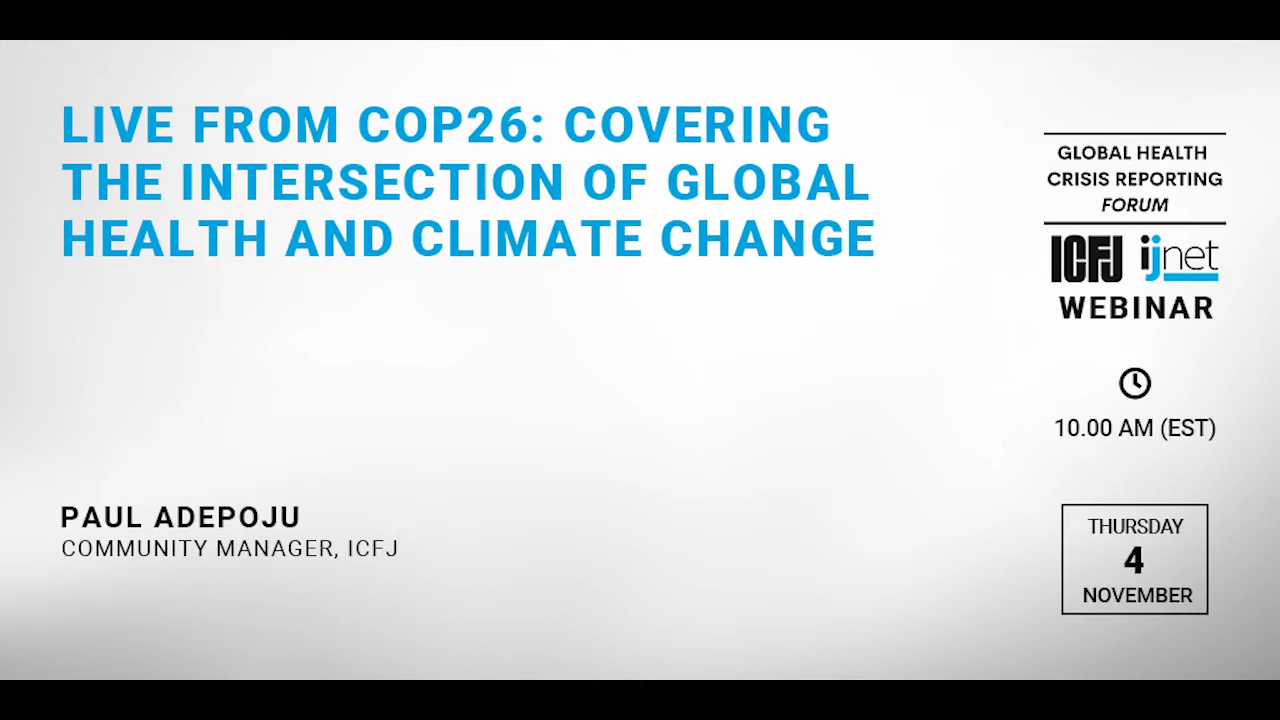 LIVE FROM COP26: COVERING
THE INTERSECTION OF GLOBAL
HEALTH AND CLIMATE CHANGE
PAUL ADEPOJU
COMMUNITY MANAGER, ICFJ
GLOBAL HEALTH
CRISIS REPORTING
FORUM
ICFJ ijnet
WEBINAR
10.00 AM (EST)
THURSDAY
4
NOVEMBER